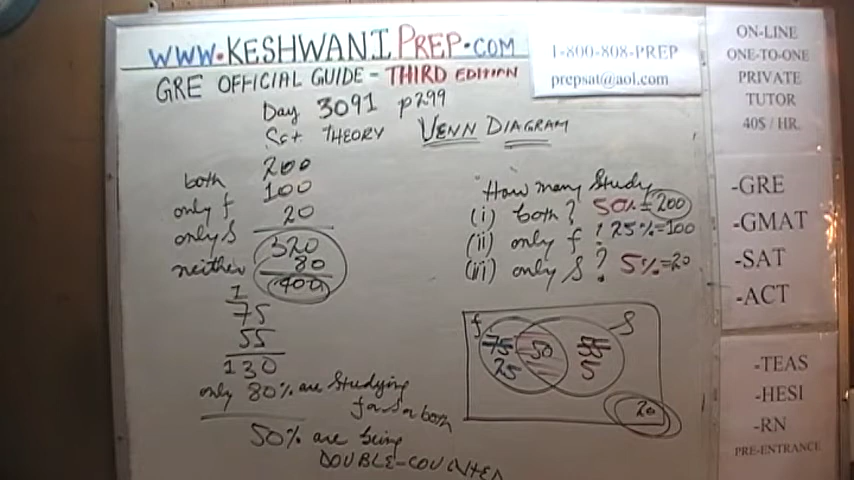 WWW.KESHWANIPREP.COM
GRE OFFICIAL GUIDE - THIRD EDITION
Day 3091 p299
Set THEORY VENN DIAGRAM
1-800-808-PREP
prepsat@aol.com
ON-LINE
ONE-TO-ONE
PRIVATE
TUTOR
40$ / HR.
-GRE
-GMAT
-SAT
-ACT
-TEAS
-HESI
-RN
PRE-ENTRANCE
both 200
only f 100
only S 20
320
neither 80
400
1
75
55
130
only 80% are studying
f or S or both
50% are being
DOUBLE-COUNTED
How many Study
(i) both? 50% = 200
(ii) only f? 25% = 100
(iii) only S? 5% = 20
f S
75 50 55
25 5
20